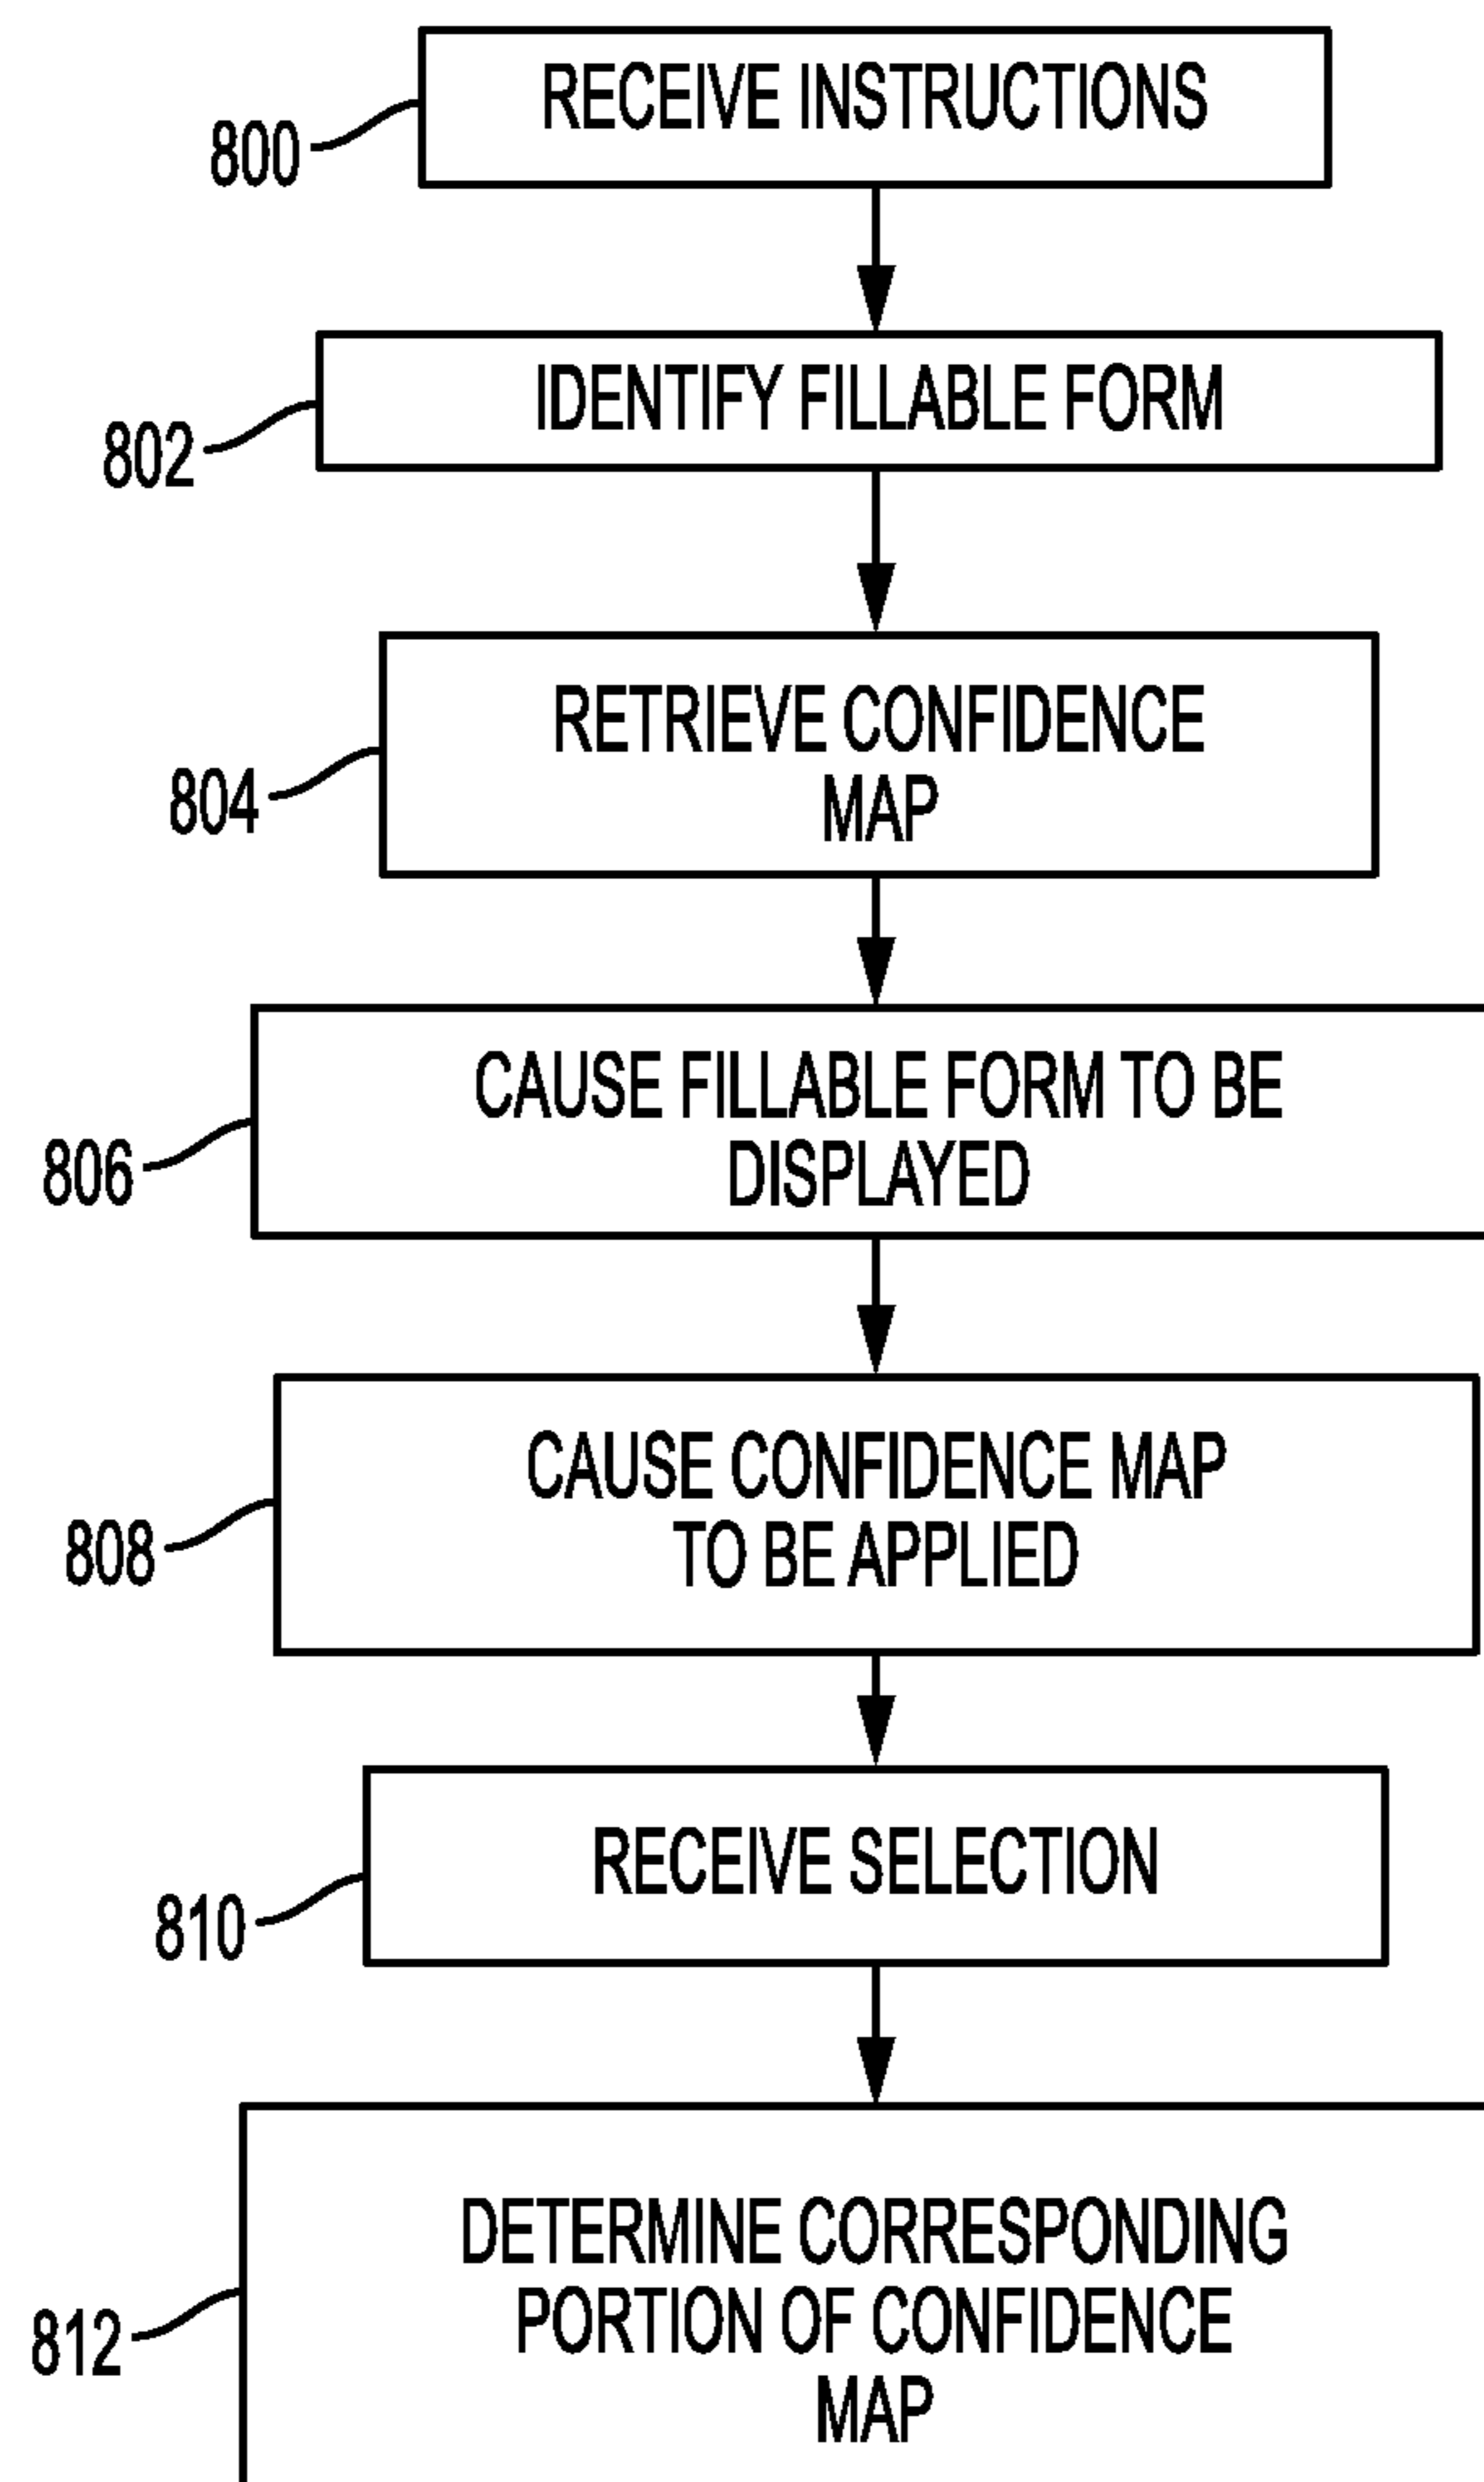 RECEIVE INSTRUCTIONS
800
IDENTIFY FILLABLE FORM
802
RETRIEVE CONFIDENCE
MAP
804
CAUSE FILLABLE FORM TO BE
DISPLAYED
806
CAUSE CONFIDENCE MAP
TO BE APPLIED
808
RECEIVE SELECTION
810
DETERMINE CORRESPONDING
PORTION OF CONFIDENCE
MAP
812